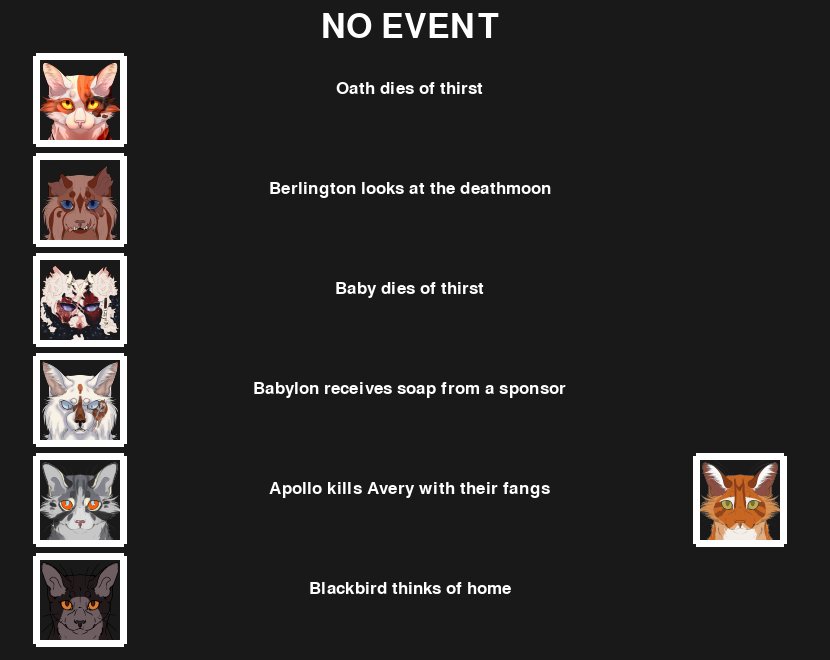 NO EVENT
Oath dies of thirst
Berlington looks at the deathmoon
Baby dies of thirst
Babylon receives soap from a sponsor
Apollo kills Avery with their fangs
Blackbird thinks of home